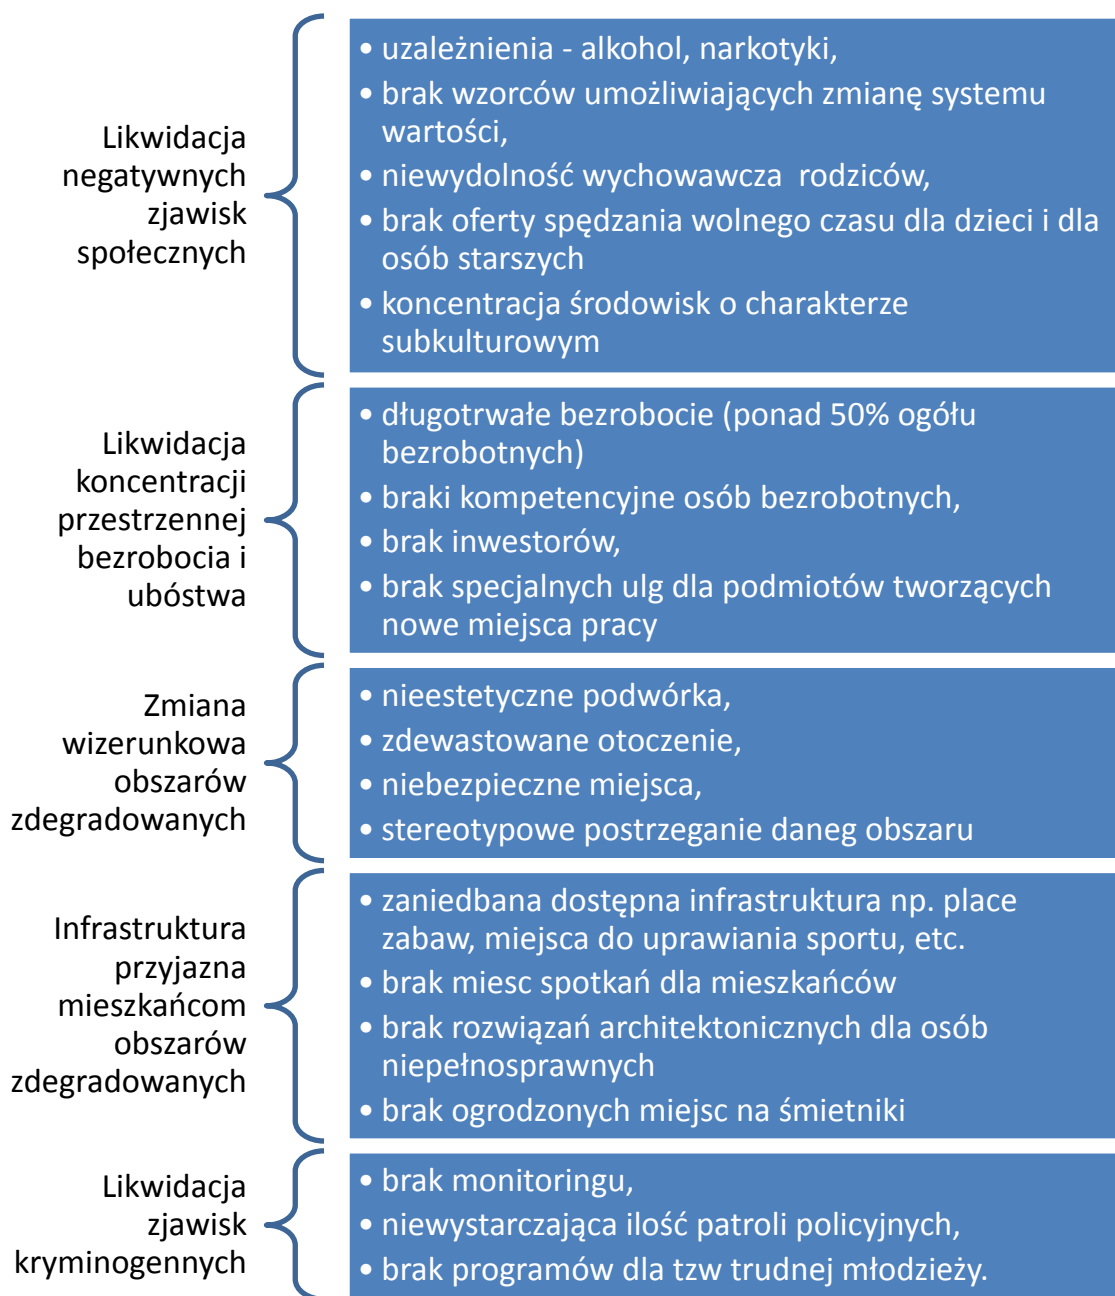 Likwidacja
negatywnych
zjawisk
społecznych
• uzależnienia - alkohol, narkotyki,
• brak wzorców umożliwiających zmianę systemu
wartości,
• niewydolność wychowawcza  rodziców,
• brak oferty spędzania wolnego czasu dla dzieci i dla
osób starszych
• koncentracja środowisk o charakterze
subkulturowym
Likwidacja
koncentracji
przestrzennej
bezrobocia i
ubóstwa
• długotrwałe bezrobocie (ponad 50% ogółu
bezrobotnych)
• braki kompetencyjne osób bezrobotnych,
• brak inwestorów,
• brak specjalnych ulg dla podmiotów tworzących
nowe miejsca pracy
Zmiana
wizerunkowa
obszarów
zdegradowanych
• nieestetyczne podwórka,
• zdewastowane otoczenie,
• niebezpieczne miejsca,
• stereotypowe postrzeganie daneg obszaru
Infrastruktura
przyjazna
mieszkańcom
obszarów
zdegradowanych
• zaniedbana dostępna infrastruktura np. place
zabaw, miejsca do uprawiania sportu, etc.
• brak miesc spotkań dla mieszkańców
• brak rozwiązań architektonicznych dla osób
niepełnosprawnych
• brak ogrodzonych miejsc na śmietniki
Likwidacja
zjawisk
kryminogennych
• brak monitoringu,
• niewystarczająca ilość patroli policyjnych,
• brak programów dla tzw trudnej młodzieży.